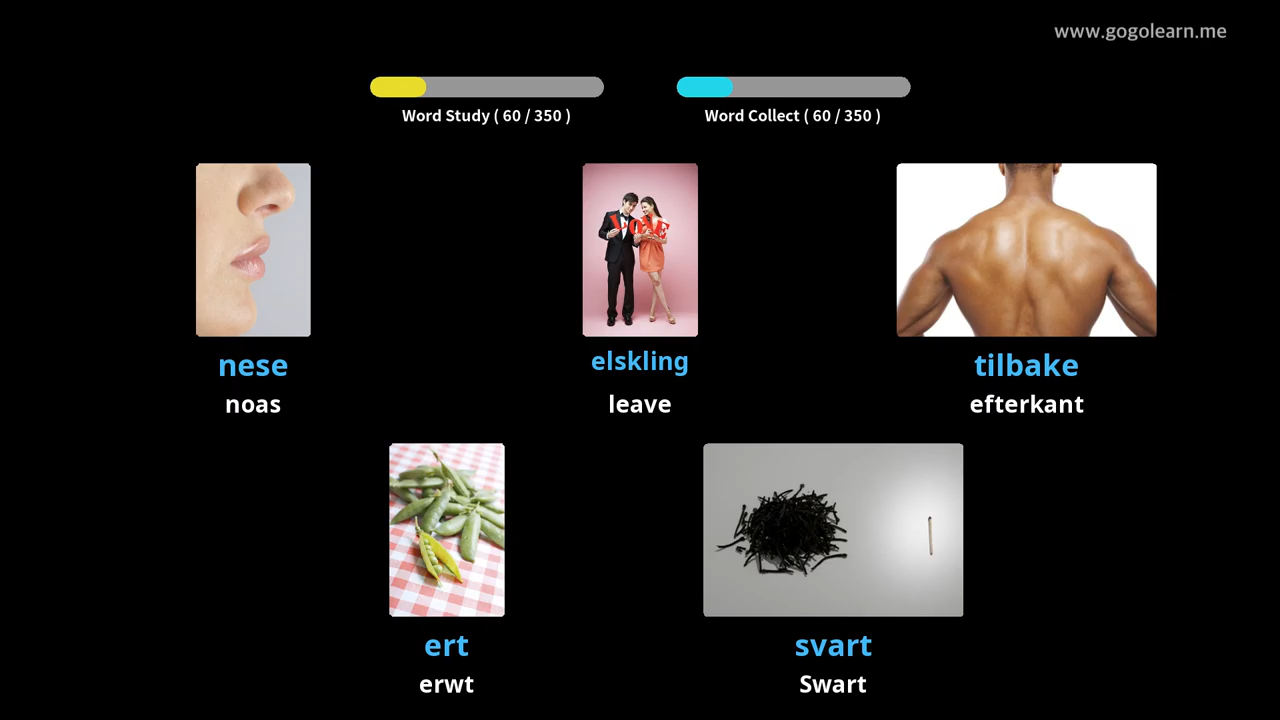 www.gogolearn.me
Word Study ( 60 / 350 )
Word Collect ( 60 / 350 )
nese
noas
elskling
leave
tilbake
efterkant
LOVE
ert
erwt
svart
Swart